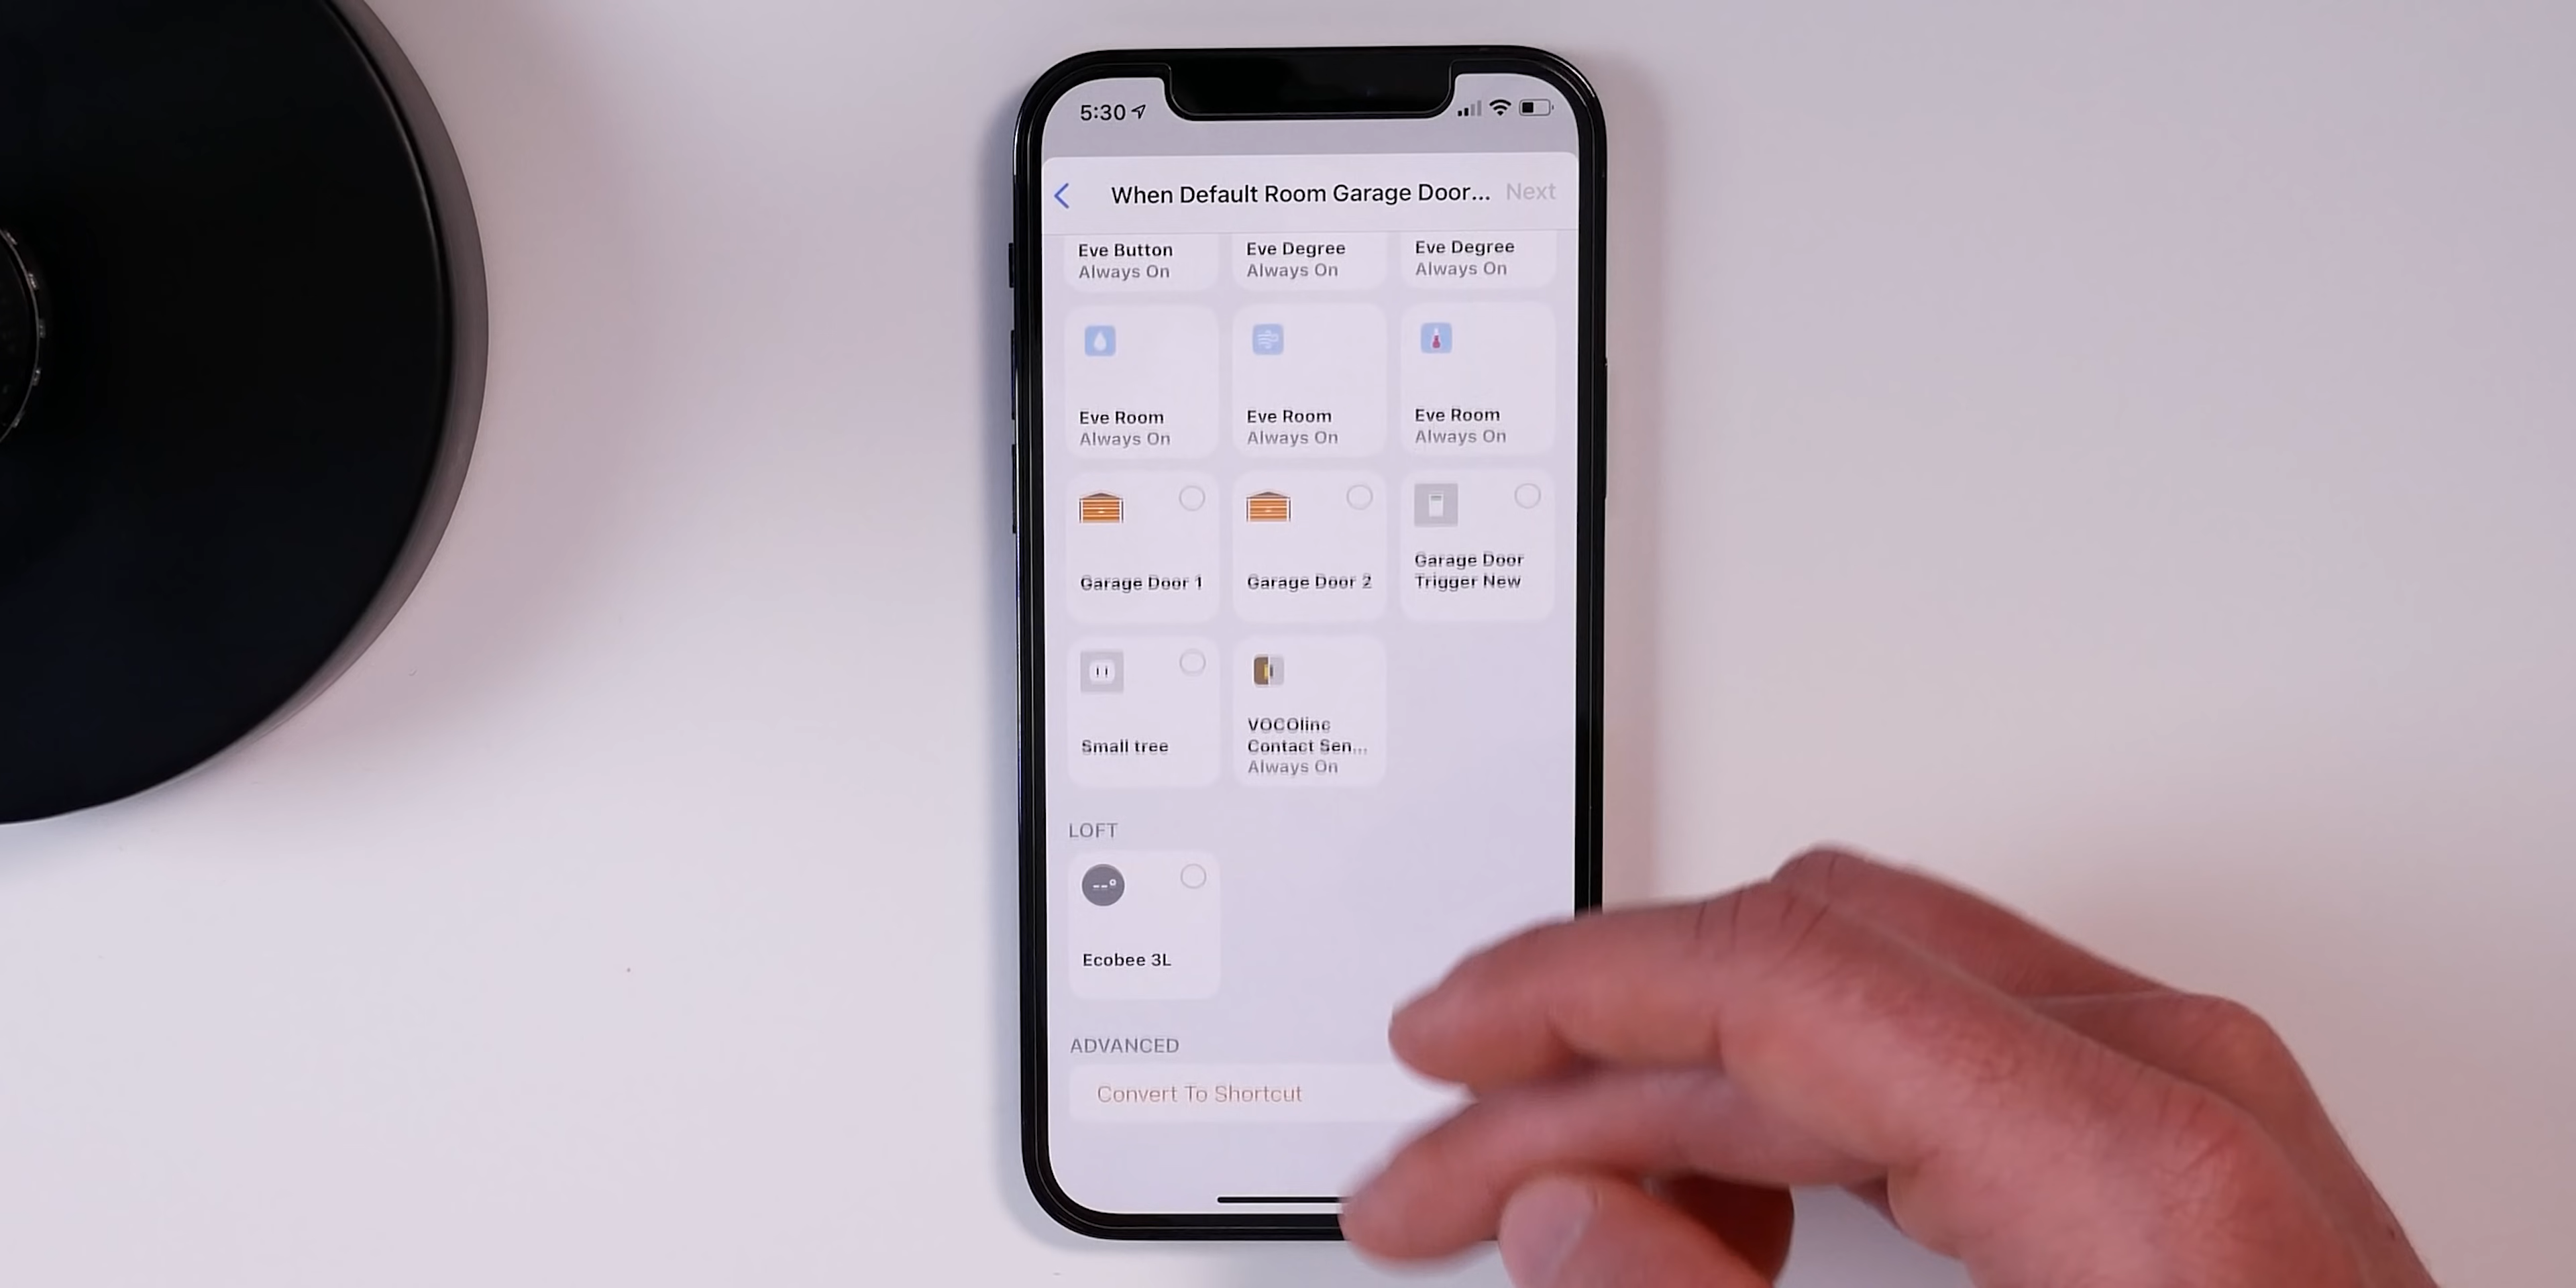 5:30
When Default Room Garage Door... Next
Eve Button Eve Degree Eve Degree
Always On Always On Always On
Eve Room Eve Room Eve Room
Always On Always On Always On
Garage Door 1 Garage Door 2 Garage Door
Trigger New
Small tree VOCOlinc
Contact Sen...
Always On
LOFT
Ecobee 3L
ADVANCED
Convert To Shortcut